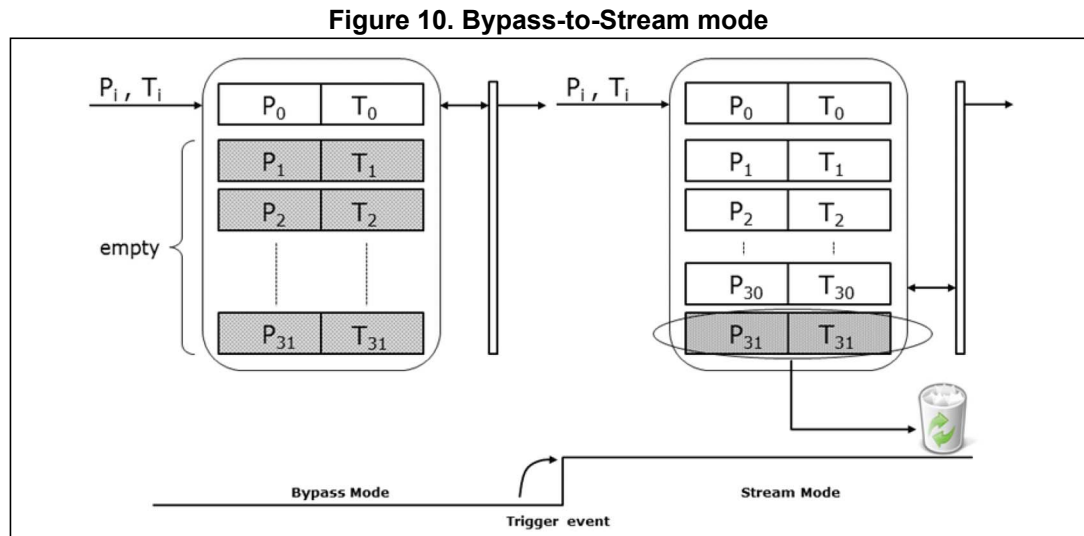 Figure 10. Bypass-to-Stream mode
Pi , Ti
P0 T0
P1 T1
P2 T2
P31 T31
empty
Pi , Ti
P0 T0
P1 T1
P2 T2
P30 T30
P31 T31
Bypass Mode
Trigger event
Stream Mode